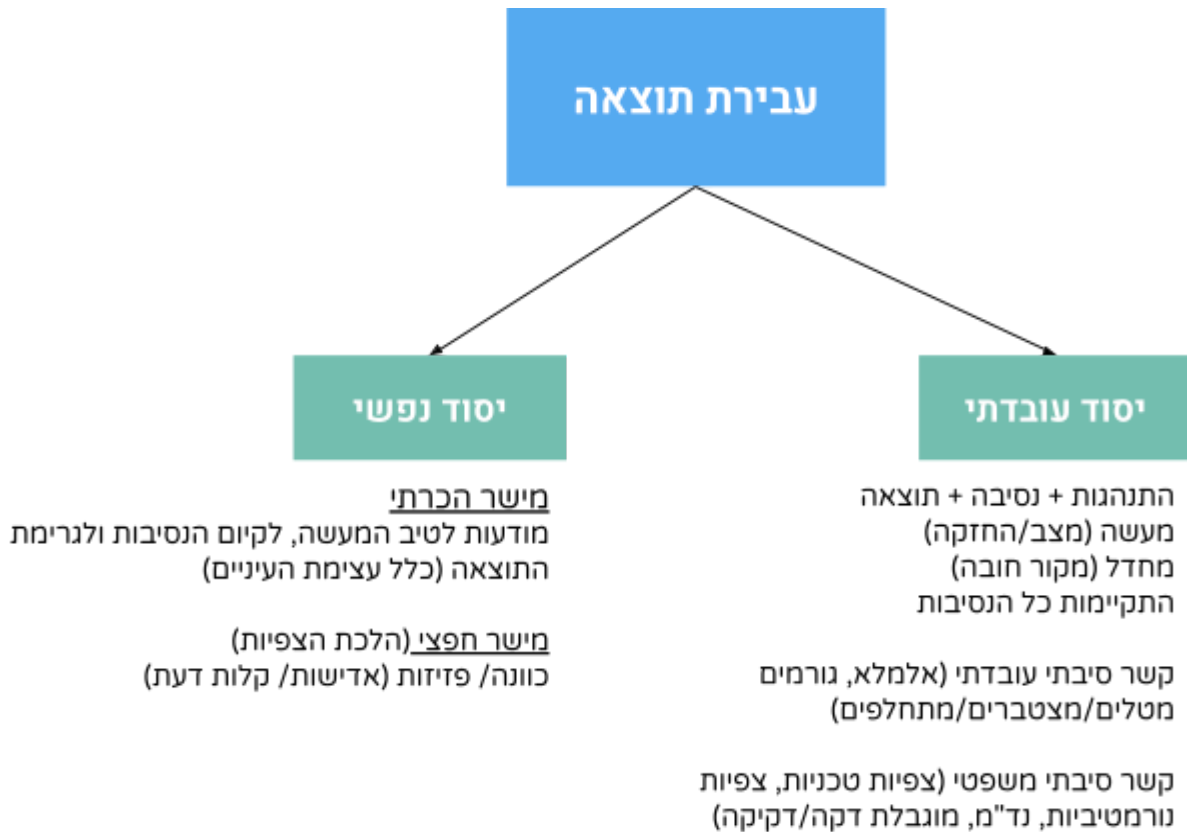 עבירת תוצאה
יסוד עובדתי
התנהגות + נסיבה + תוצאה
מעשה (מצב/החזקה)
מחדל (מקור חובה)
התקיימות כל הנסיבות
קשר סיבתי עובדתי (אלמלא, גורמים
מטלים/מצטברים/מתחלפים)
קשר סיבתי משפטי (צפיות טכניות, צפיות
נורמטיביות, נד"מ, מוגבלת דקה/דקיקה)
יסוד נפשי
מישר הכרתי
מודעות לטיב המעשה, לקיום הנסיבות ולגרימת
התוצאה (כלל עצימת העיניים)
מישר חפצי (הלכת הצפיות)
כוונה/ פזיזות (אדישות/ קלות דעת)